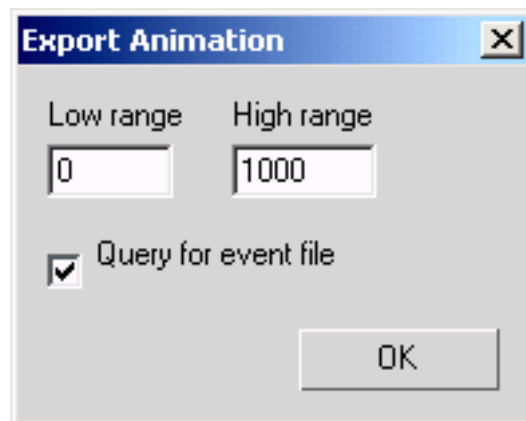 Export Animation
Low range High range
0 1000
Query for event file
OK